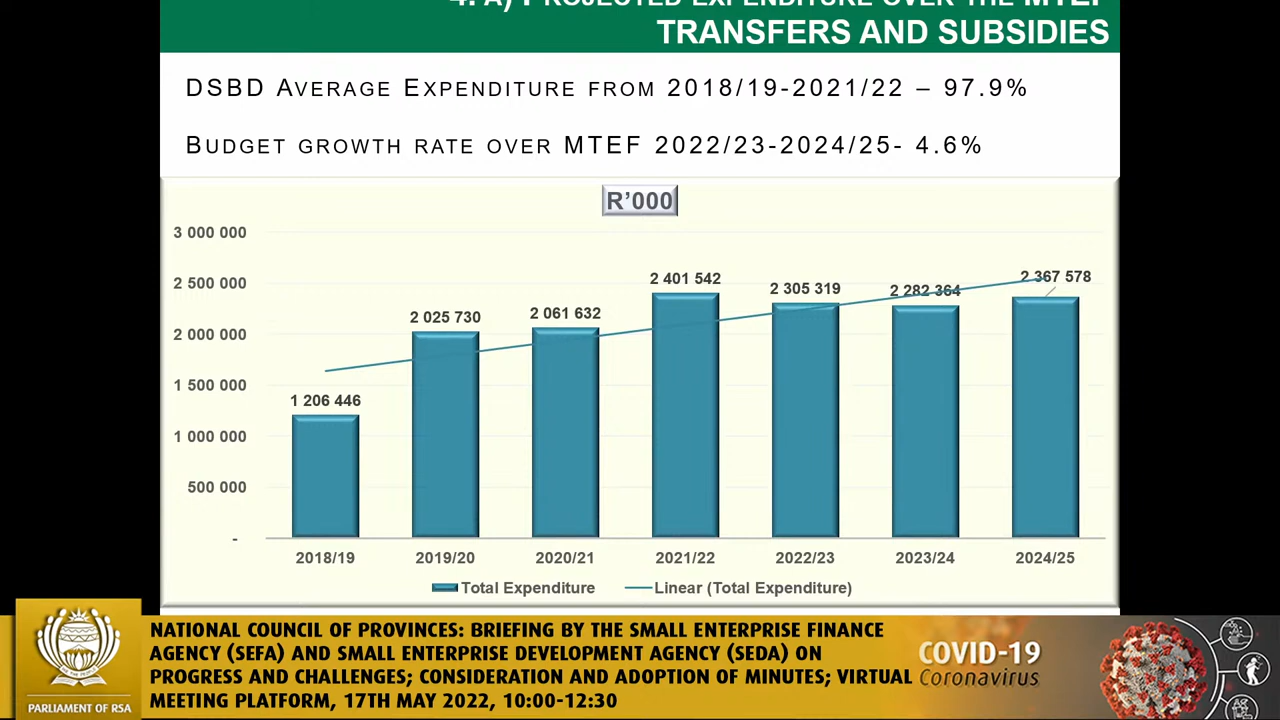 4. A) PROJECTED EXPENDITURE OVER THE MTEF
TRANSFERS AND SUBSIDIES
DSBD AVERAGE EXPENDITURE FROM 2018/19-2021/22 – 97.9%
BUDGET GROWTH RATE OVER MTEF 2022/23-2024/25- 4.6%
R’000
3 000 000
2 500 000
2 000 000
1 500 000
1 000 000
500 000
-
1 206 446
2 025 730
2 061 632
2 401 542
2 305 319
2 282 364
2 367 578
2018/19
2019/20
2020/21
2021/22
2022/23
2023/24
2024/25
Total Expenditure
Linear (Total Expenditure)
PARLIAMENT OF RSA
NATIONAL COUNCIL OF PROVINCES: BRIEFING BY THE SMALL ENTERPRISE FINANCE
AGENCY (SEFA) AND SMALL ENTERPRISE DEVELOPMENT AGENCY (SEDA) ON
PROGRESS AND CHALLENGES; CONSIDERATION AND ADOPTION OF MINUTES; VIRTUAL
MEETING PLATFORM, 17TH MAY 2022, 10:00-12:30
COVID-19
Coronavirus